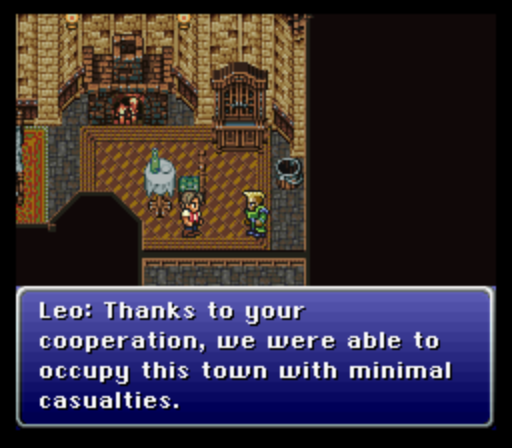 Leo: Thanks to your
cooperation, we were able to
occupy this town with minimal
casualties.